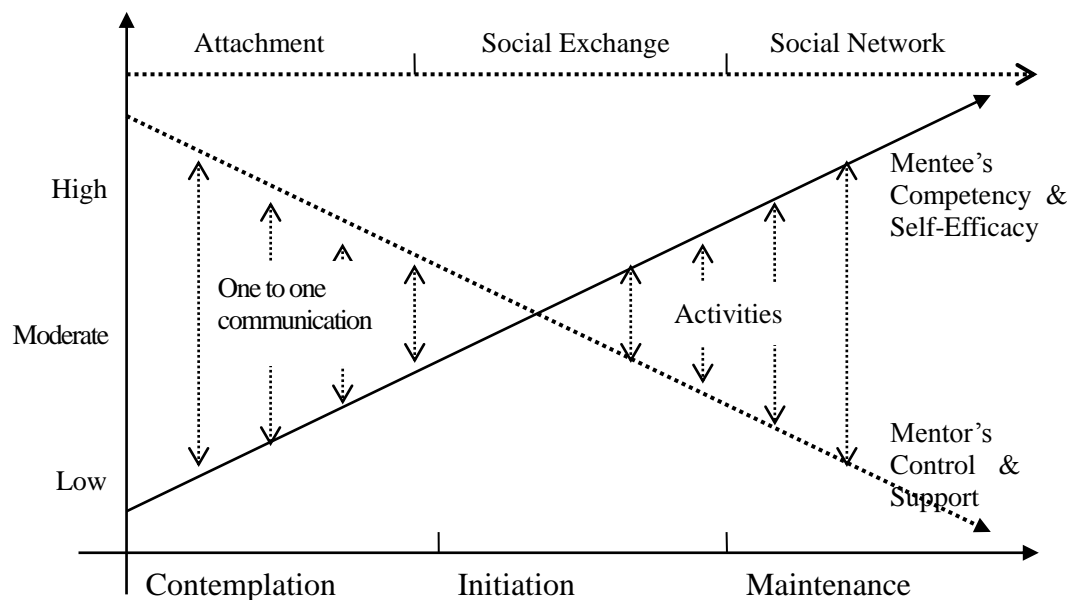 Attachment
Social Exchange
Social Network
High
Mentee's
Competency &
Self-Efficacy
One to one
communication
Activities
Moderate
Mentor's
Control &
Support
Low
Contemplation
Initiation
Maintenance